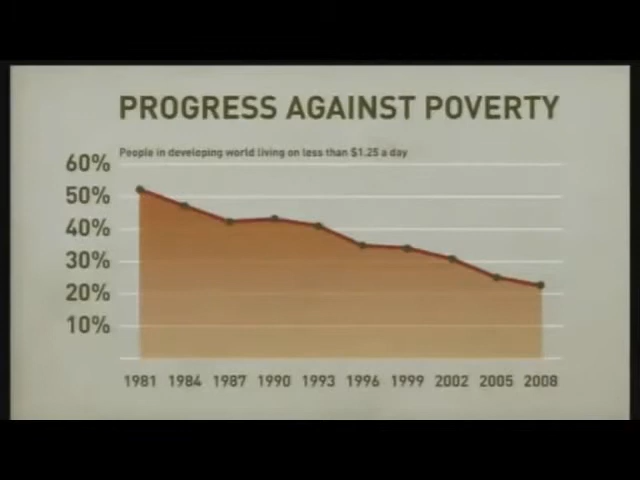 PROGRESS AGAINST POVERTY
People in developing world living on less than $1.25 a day
60%
50%
40%
30%
20%
10%
1981 1984 1987 1990 1993 1996 1999 2002 2005 2008